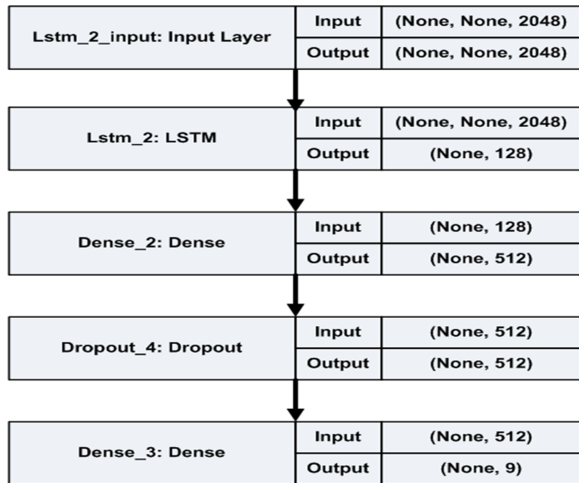 Lstm_2_input: Input Layer
Input (None, None, 2048)
Output (None, None, 2048)
Lstm_2: LSTM
Input (None, None, 2048)
Output (None, 128)
Dense_2: Dense
Input (None, 128)
Output (None, 512)
Dropout_4: Dropout
Input (None, 512)
Output (None, 512)
Dense_3: Dense
Input (None, 512)
Output (None, 9)